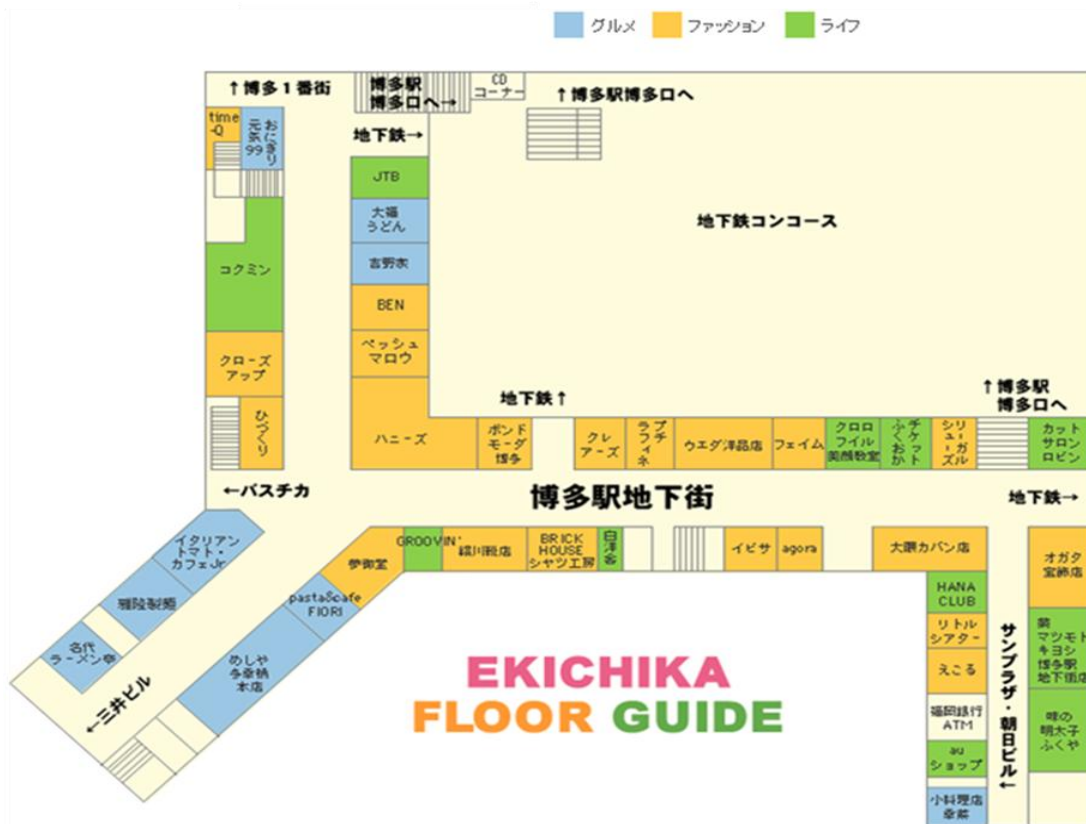 グルメ ファッション ライフ
↑博多1番街
博多駅
博多口へ→
CD
コーナー
↑博多駅博多口へ
time
-Q
おにぎり
元気99
地下鉄→
JTB
大福
うどん
吉野家
BEN
ペッシュ
マロウ
地下鉄コンコース
コクミン
クローズ
アップ
ひづくり
ハニーズ
地下鉄↑
ボンド
モーダ
博多
クレ
アーズ
プチ
ラフィネ
ウエダ洋品店
フェイム
クロロ
フイル
美顔教室
チケット
ふくおか
リーガル
シューズ
↑博多駅
博多口へ
カット
サロン
ロビン
←バスチカ
博多駅地下街
地下鉄→
イタリアン
トマト・
カフェJr.
雅陵製麺
名代
ラーメン亭
←三井ビル
夢御堂
pasta&cafe
FIORI
めしや
多幸橋
本店
GROOVIN'
BRICK
HOUSE
シャツ工房
白洋舎
イビサ
agora
大隈カバン店
オガタ
宝飾店
HANA
CLUB
リトル
シアター
えこる
福岡銀行
ATM
au
ショップ
小料理店
サンプラザ・朝日ビル←
薬
マツモト
キヨシ
博多駅
地下街店
味の
明太子
ふくや
EKICHIKA
FLOOR GUIDE